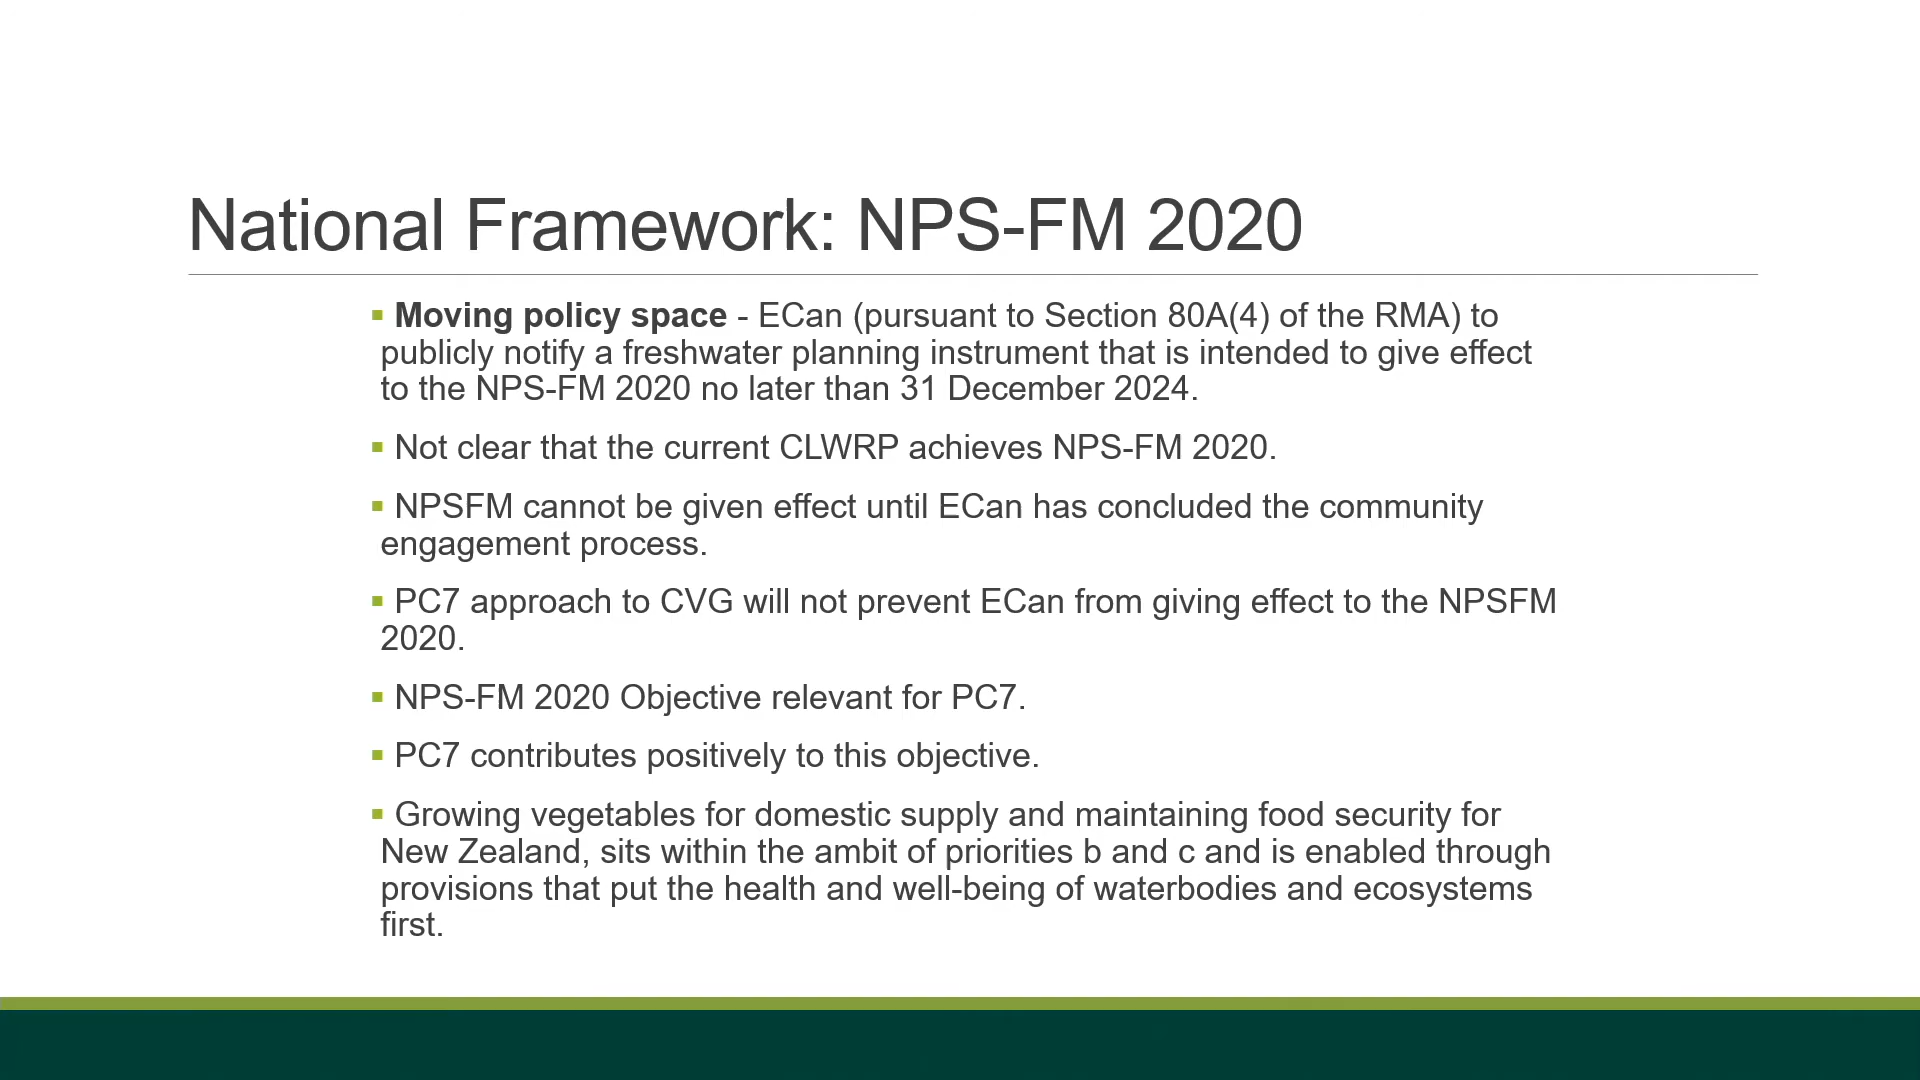 National Framework: NPS-FM 2020
▪ Moving policy space - ECan (pursuant to Section 80A(4) of the RMA) to
publicly notify a freshwater planning instrument that is intended to give effect
to the NPS-FM 2020 no later than 31 December 2024.
▪ Not clear that the current CLWRP achieves NPS-FM 2020.
▪ NPSFM cannot be given effect until ECan has concluded the community
engagement process.
▪ PC7 approach to CVG will not prevent ECan from giving effect to the NPSFM
2020.
▪ NPS-FM 2020 Objective relevant for PC7.
▪ PC7 contributes positively to this objective.
▪ Growing vegetables for domestic supply and maintaining food security for
New Zealand, sits within the ambit of priorities b and c and is enabled through
provisions that put the health and well-being of waterbodies and ecosystems
first.